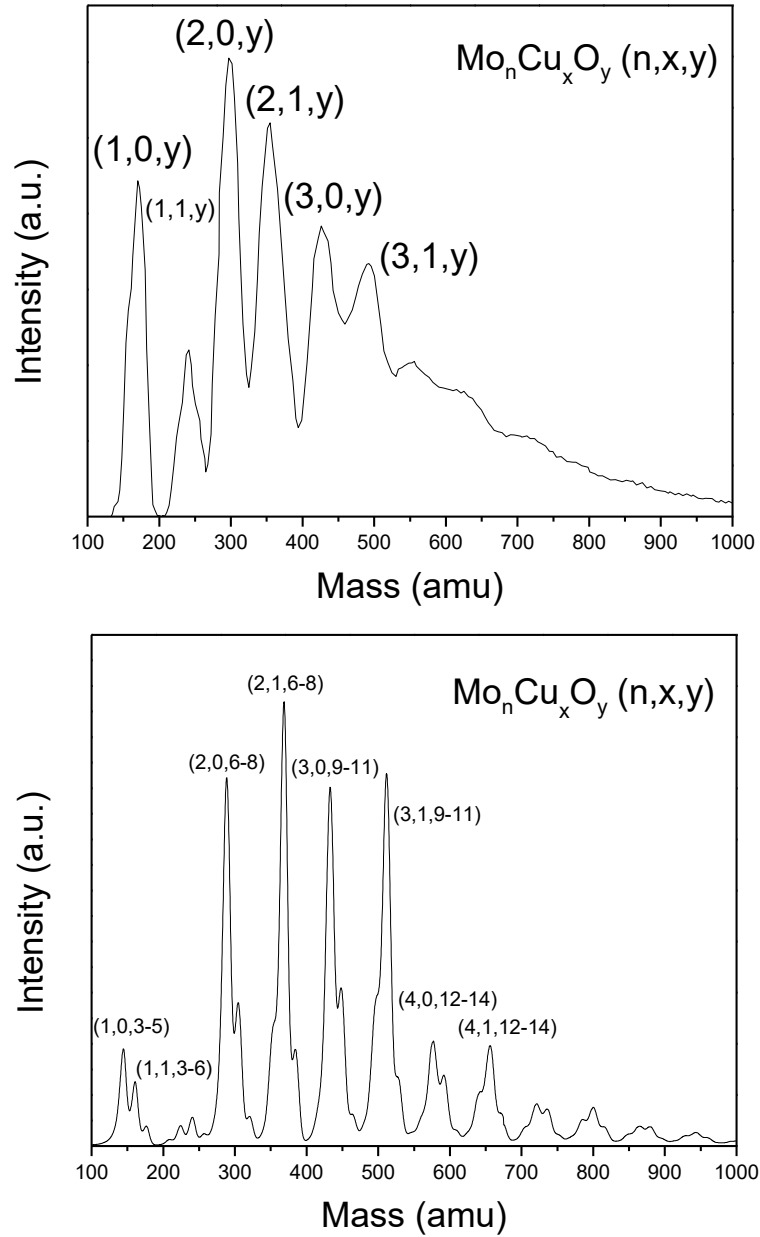 (2,0,y)
Mo_nCu_xO_y (n,x,y)
(2,1,y)
(1,0,y)
(1,1,y)
(3,0,y)
(3,1,y)
Intensity (a.u.)
100 200 300 400 500 600 700 800 900 1000
Mass (amu)
(2,1,6-8)
Mo_nCu_xO_y (n,x,y)
(2,0,6-8)
(3,0,9-11)
(3,1,9-11)
Intensity (a.u.)
(4,0,12-14)
(1,0,3-5)
(4,1,12-14)
(1,1,3-6)
100 200 300 400 500 600 700 800 900 1000
Mass (amu)